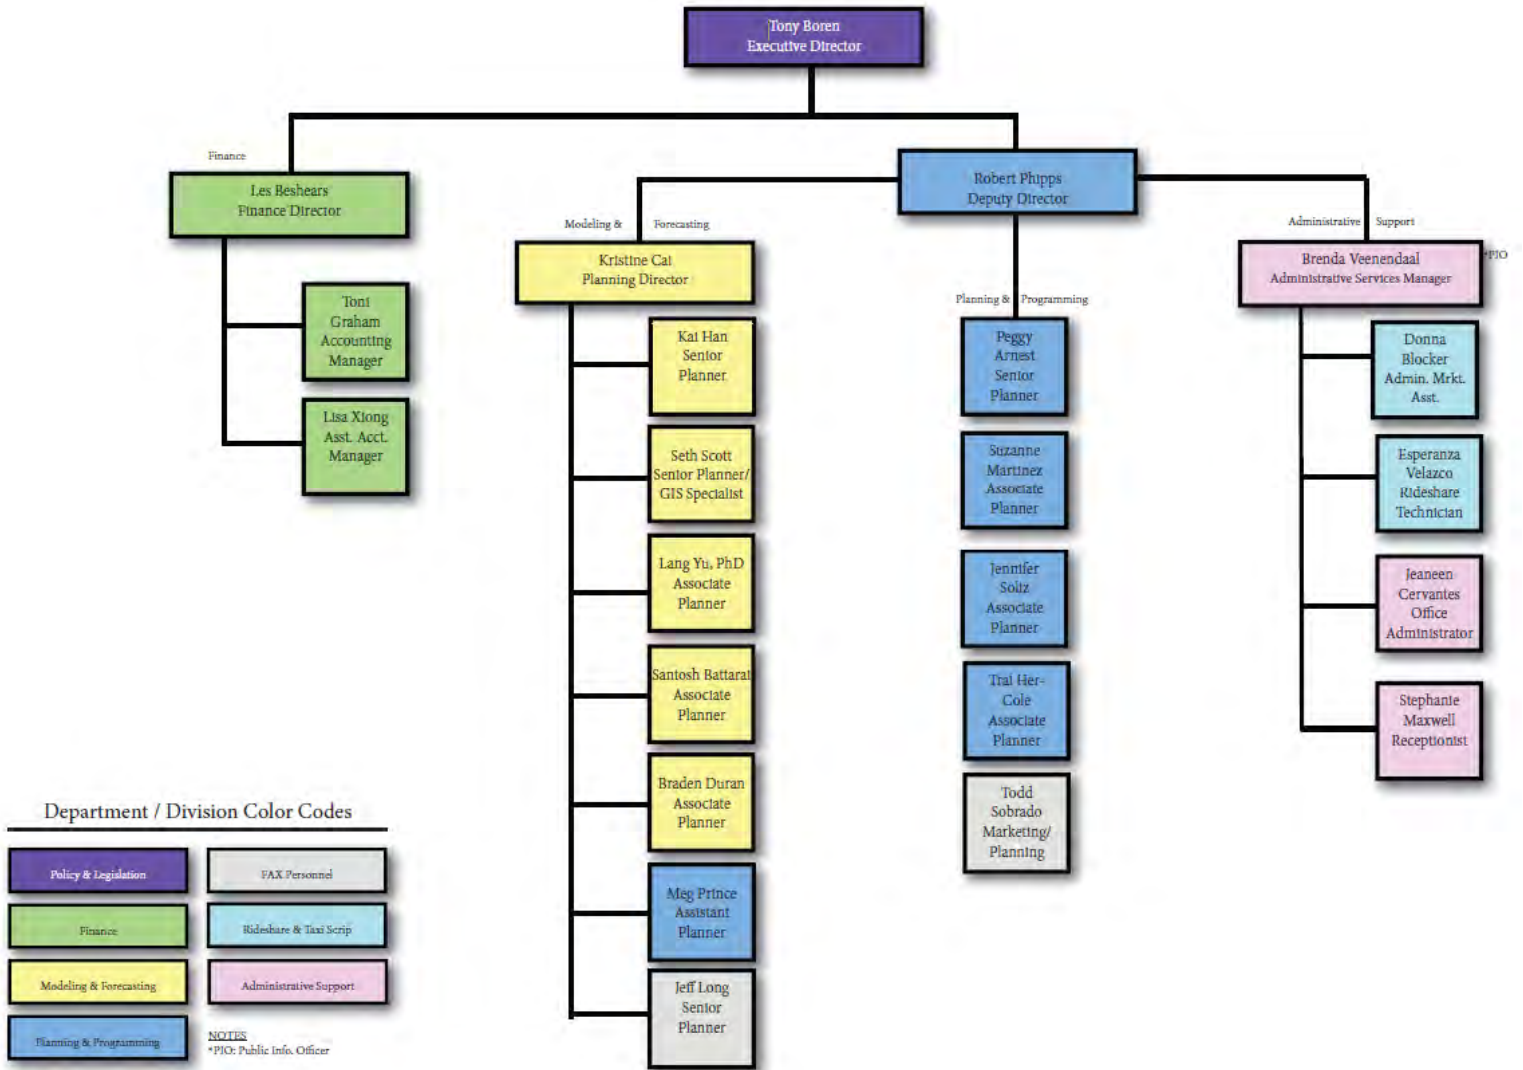 Tony Boren
Executive Director
Finance
Les Beshears
Finance Director
Toni
Graham
Accounting
Manager
Lisa Xiong
Asst. Acct.
Manager
Robert Phipps
Deputy Director
Modeling & Forecasting
Kristine Cai
Planning Director
Kai Han
Senior
Planner
Seth Scott
Senior Planner/
GIS Specialist
Lang Yu, PhD
Associate
Planner
Santosh Battarai
Associate
Planner
Braden Duran
Associate
Planner
Meg Prince
Assistant
Planner
Jeff Long
Senior
Planner
Planning & Programming
Peggy
Arnest
Senior
Planner
Suzanne
Martinez
Associate
Planner
Jennifer
Soliz
Associate
Planner
Trai Her-
Cole
Associate
Planner
Todd
Sobrado
Marketing/
Planning
Administrative Support
Brenda Veenendaal
Administrative Services Manager
*PIO
Donna
Blocker
Admin. Mrkt.
Asst.
Esperanza
Velazco
Rideshare
Technician
Jeaneen
Cervantes
Office
Administrator
Stephanie
Maxwell
Receptionist
Department / Division Color Codes
Policy & Legislation
Finance
Modeling & Forecasting
Planning & Programming
FAX Personnel
Rideshare & Taxi Scrip
Administrative Support
NOTES
*PIO: Public Info. Officer